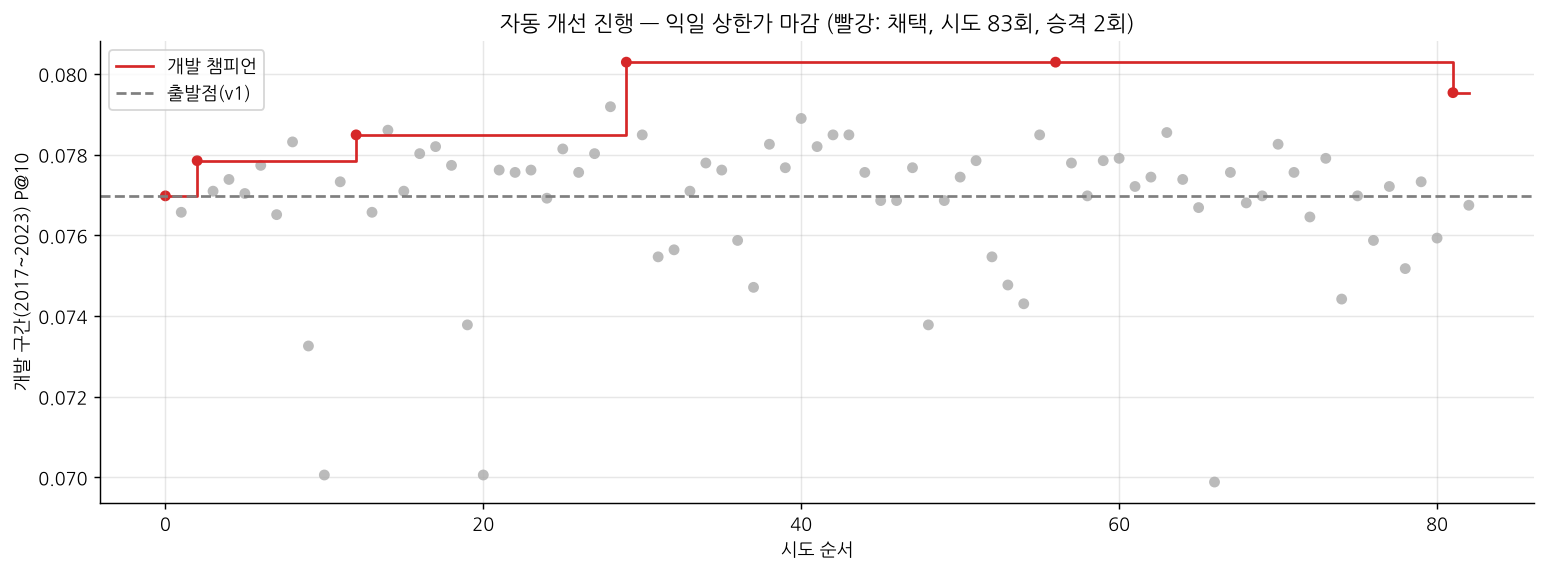 자동 개선 진행 — 익일 상한가 마감 (빨강: 채택, 시도 83회, 승격 2회)
개발 챔피언
출발점(v1)
개발 구간(2017~2023) P@10
0.080
0.078
0.076
0.074
0.072
0.070
0
20
40
60
80
시도 순서